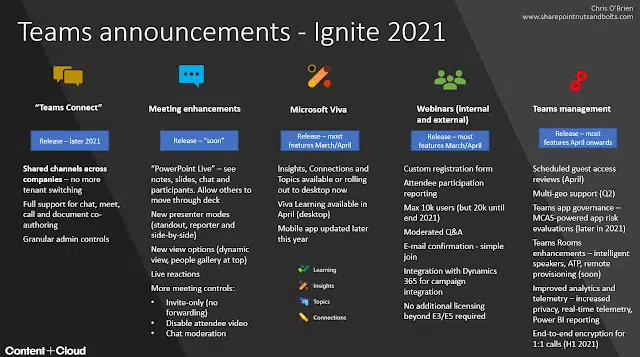 Chris O'Brien
www.sharepointnutsandbolts.com
Teams announcements - Ignite 2021
"Teams Connect"
Release – later 2021
Shared channels across
companies – no more
tenant switching
Full support for chat, meet,
call and document co-
authoring
Granular admin controls
Meeting enhancements
Release – "soon"
"PowerPoint Live" – see
notes, slides, chat and
participants. Allow others to
move through deck
New presenter modes
(standout, reporter and
side-by-side)
New view options (dynamic
view, people gallery at top)
Live reactions
More meeting controls:
• Invite-only (no
forwarding)
• Disable attendee video
• Chat moderation
Microsoft Viva
Release – most
features March/April
Insights, Connections and
Topics available or rolling
out to desktop now
Viva Learning available in
April (desktop)
Mobile app updated later
this year
Learning
Insights
Topics
Connections
Webinars (internal
and external)
Release – most
features March/April
Custom registration form
Attendee participation
reporting
Max 10k users (but 20k until
end 2021)
Moderated Q&A
E-mail confirmation - simple
join
Integration with Dynamics
365 for campaign
integration
No additional licensing
beyond E3/E5 required
Teams management
Release – most
features April onwards
Scheduled guest access
reviews (April)
Multi-geo support (Q2)
Teams app governance –
MCAS-powered app risk
evaluations (later in 2021)
Teams Rooms
enhancements – intelligent
speakers, ATP, remote
provisioning (soon)
Improved analytics and
telemetry – increased
privacy, real-time telemetry,
Power BI reporting
End-to-end encryption for
1:1 calls (H1 2021)
Content+Cloud